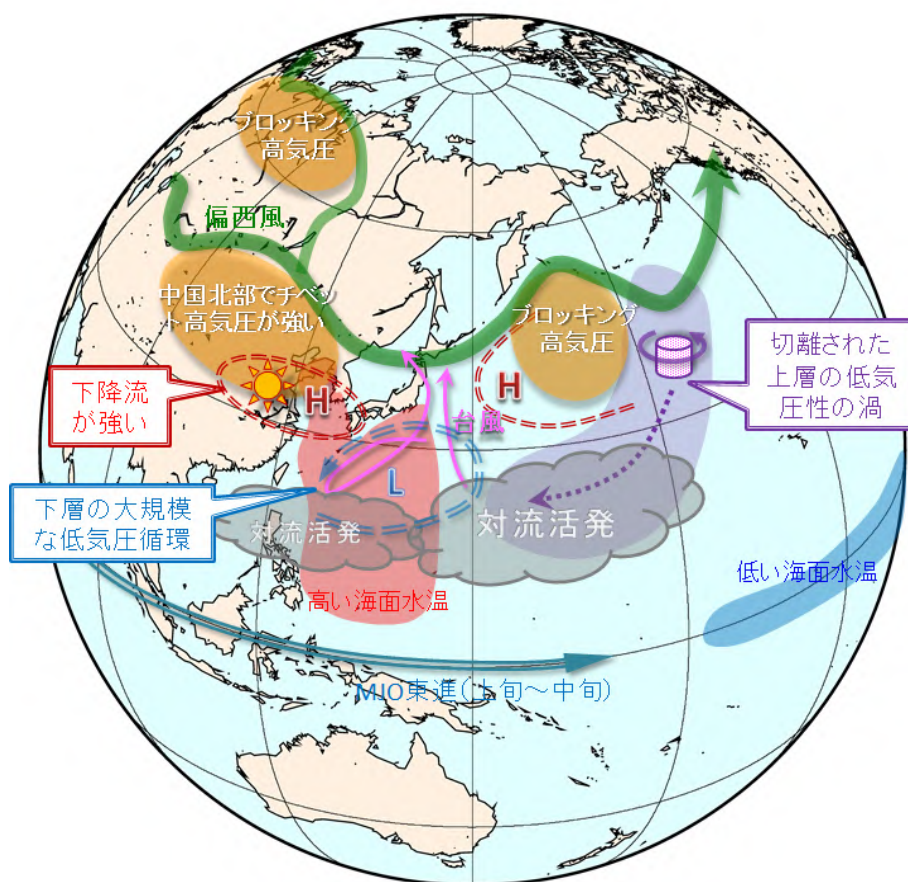 ブロッキング
高気圧
偏西風
中国北部でチベッ
ト高気圧が強い
ブロッキング
高気圧
切離された
上層の低気
圧性の渦
下降流
が強い
H
H
台風
L
下層の大規模
な低気圧循環
対流活発
対流活発
低い海面水温
高い海面水温
MJO東進(上旬～中旬)